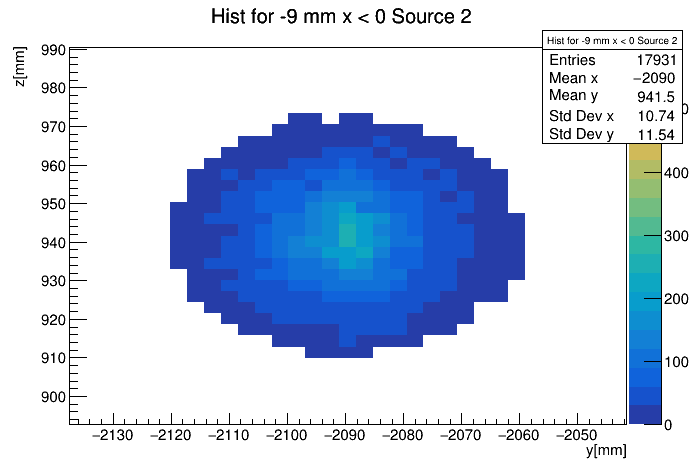 Hist for -9 mm x < 0 Source 2
z[mm]
990
980
970
960
950
940
930
920
910
900
−2130 −2120 −2110 −2100 −2090 −2080 −2070 −2060 −2050
y[mm]
Hist for -9 mm x < 0 Source 2
Entries 17931
Mean x −2090
Mean y 941.5
Std Dev x 10.74
Std Dev y 11.54
400
300
200
100
0